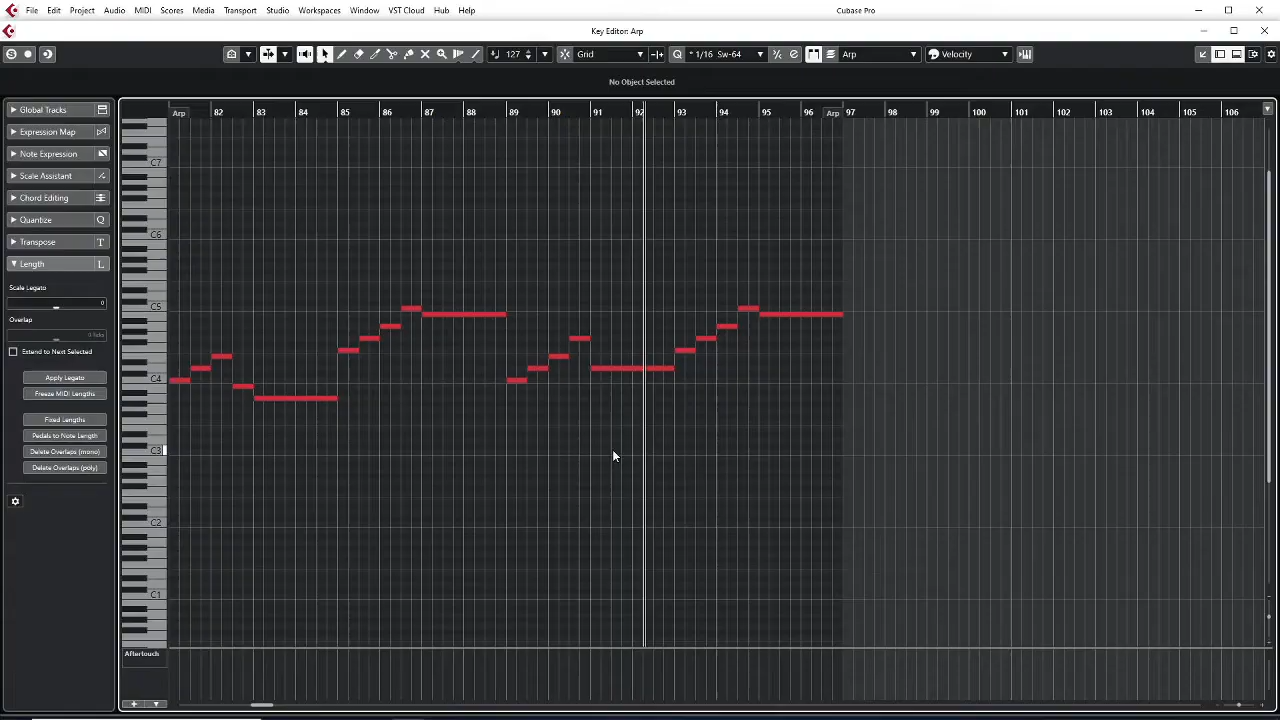 File Edit Project Audio MIDI Scores Media Transport Studio Workspaces Window VST Cloud Hub Help Cubase Pro
Key Editor: Arp
127 Grid 1/16 Sw-64 Arp Velocity
No Object Selected
Global Tracks
Expression Map
Note Expression
Scale Assistant
Chord Editing
Quantize Q
Transpose T
Length L
Scale Legato
0
Overlap
0 Ticks
Extend to Next Selected
Apply Legato
Freeze MIDI Lengths
Fixed Lengths
Pedals to Note Length
Delete Overlaps (mono)
Delete Overlaps (poly)
Arp 82 83 84 85 86 87 88 89 90 91 92 93 94 95 96 Arp 97 98 99 100 101 102 103 104 105 106
C7
C6
C5
C4
C3
C2
C1
Aftertouch